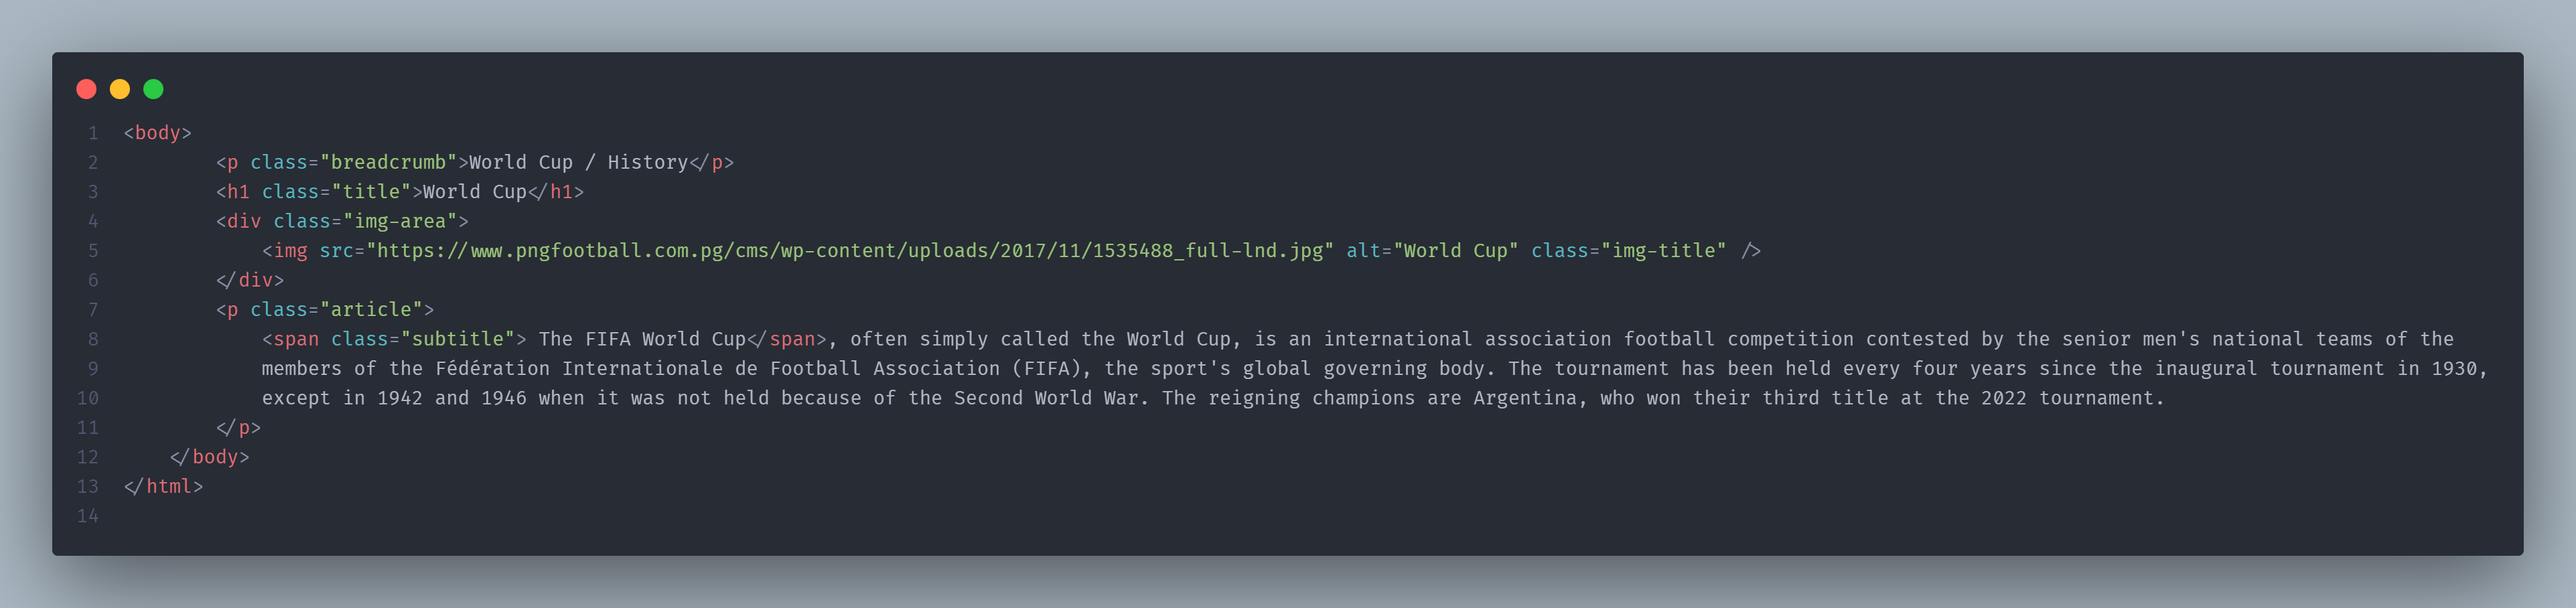 1 <body>
2 <p class="breadcrumb">World Cup / History</p>
3 <h1 class="title">World Cup</h1>
4 <div class="img-area">
5 <img src="https://www.pngfootball.com.pg/cms/wp-content/uploads/2017/11/1535488_full-lnd.jpg" alt="World Cup" class="img-title" />
6 </div>
7 <p class="article">
8 <span class="subtitle"> The FIFA World Cup</span>, often simply called the World Cup, is an international association football competition contested by the senior men's national teams of the
9 members of the Fédération Internationale de Football Association (FIFA), the sport's global governing body. The tournament has been held every four years since the inaugural tournament in 1930,
10 except in 1942 and 1946 when it was not held because of the Second World War. The reigning champions are Argentina, who won their third title at the 2022 tournament.
11 </p>
12 </body>
13 </html>
14